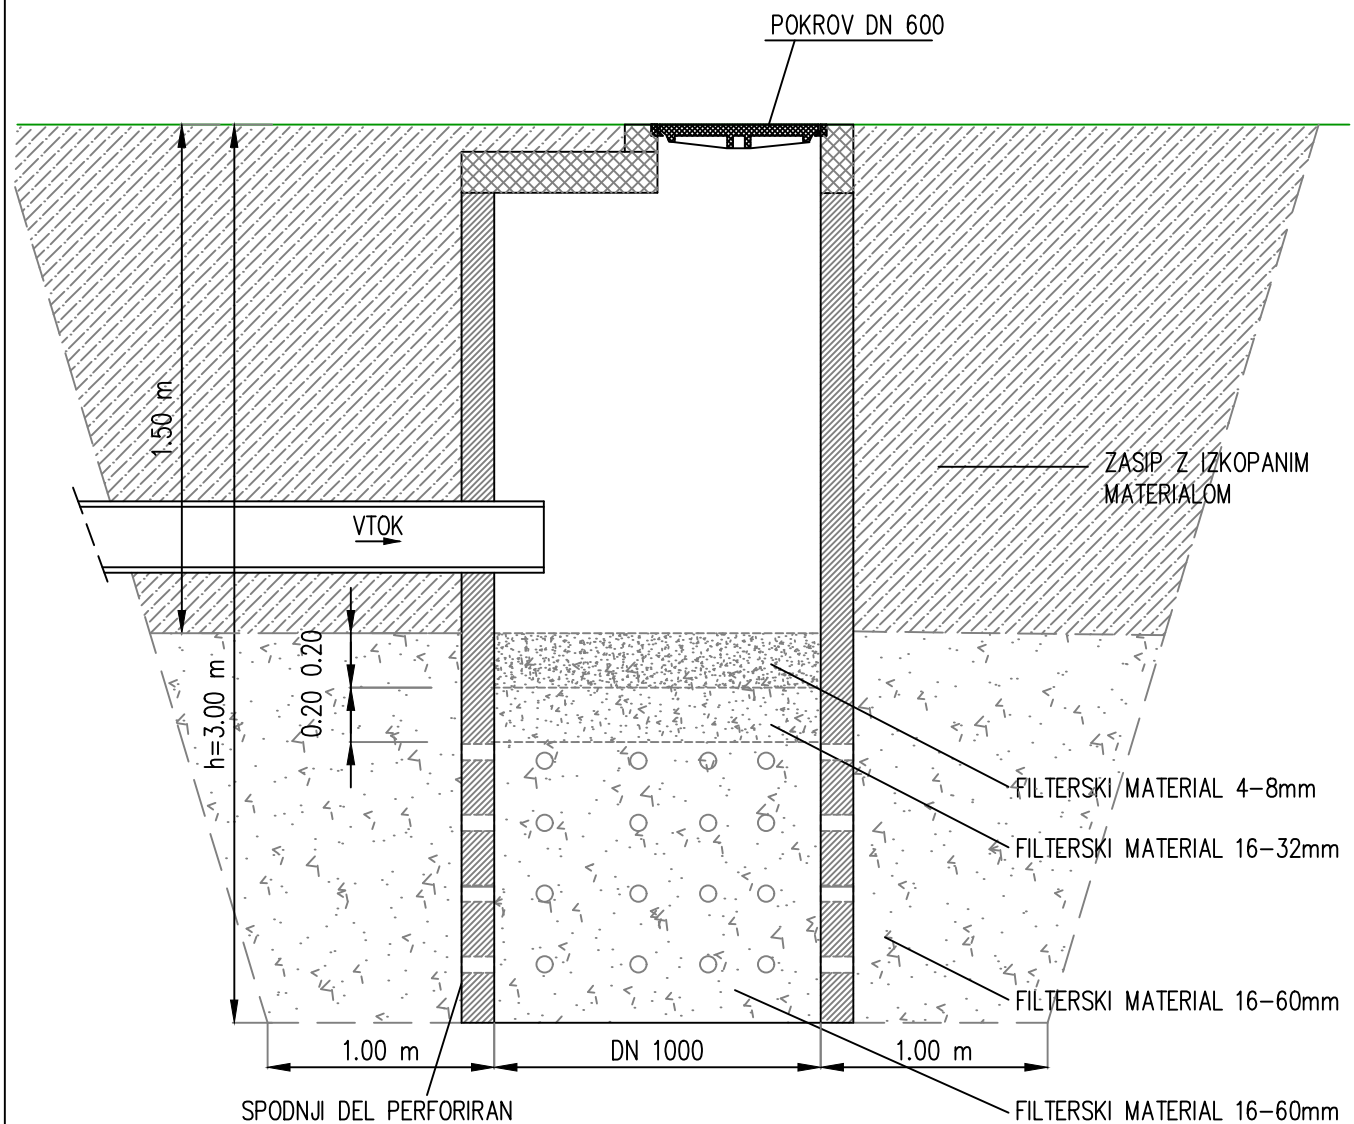 POKROV DN 600
1.50 m
ZASIP Z IZKOPANIM
MATERIALOM
VTOK
0.20 0.20
h=3.00 m
FILTERSKI MATERIAL 4-8mm
FILTERSKI MATERIAL 16-32mm
FILTERSKI MATERIAL 16-60mm
1.00 m
DN 1000
1.00 m
SPODNJI DEL PERFORIRAN
FILTERSKI MATERIAL 16-60mm